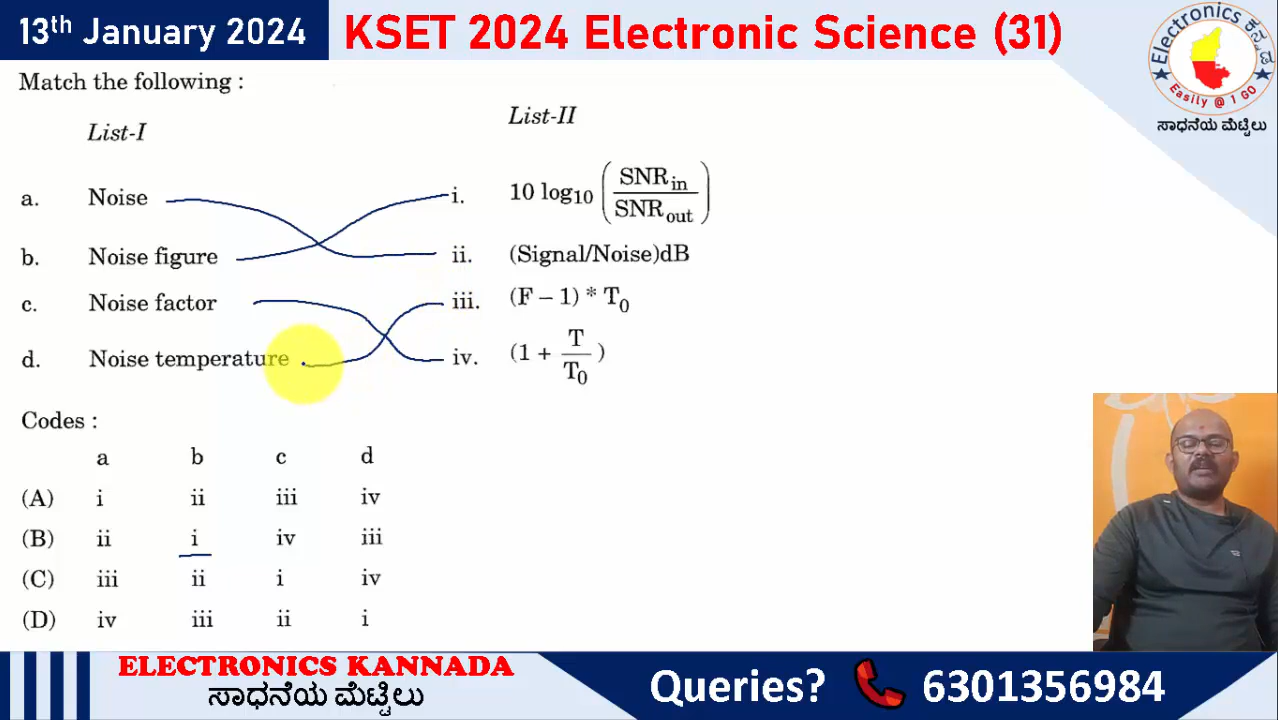 13th January 2024
KSET 2024 Electronic Science (31)
Electronics ಕನ್ನಡ
Easily @ 1 GO
ಸಾಧನೆಯ ಮೆಟ್ಟಿಲು
Match the following :
List-I
List-II
a. Noise
i. 10 log10 (SNRin / SNRout)
b. Noise figure
ii. (Signal/Noise)dB
c. Noise factor
iii. (F – 1) * T0
d. Noise temperature
iv. (1 + T / T0 )
Codes :
a b c d
(A) i ii iii iv
(B) ii i iv iii
(C) iii ii i iv
(D) iv iii ii i
ELECTRONICS KANNADA
ಸಾಧನೆಯ ಮೆಟ್ಟಿಲು
Queries? 6301356984